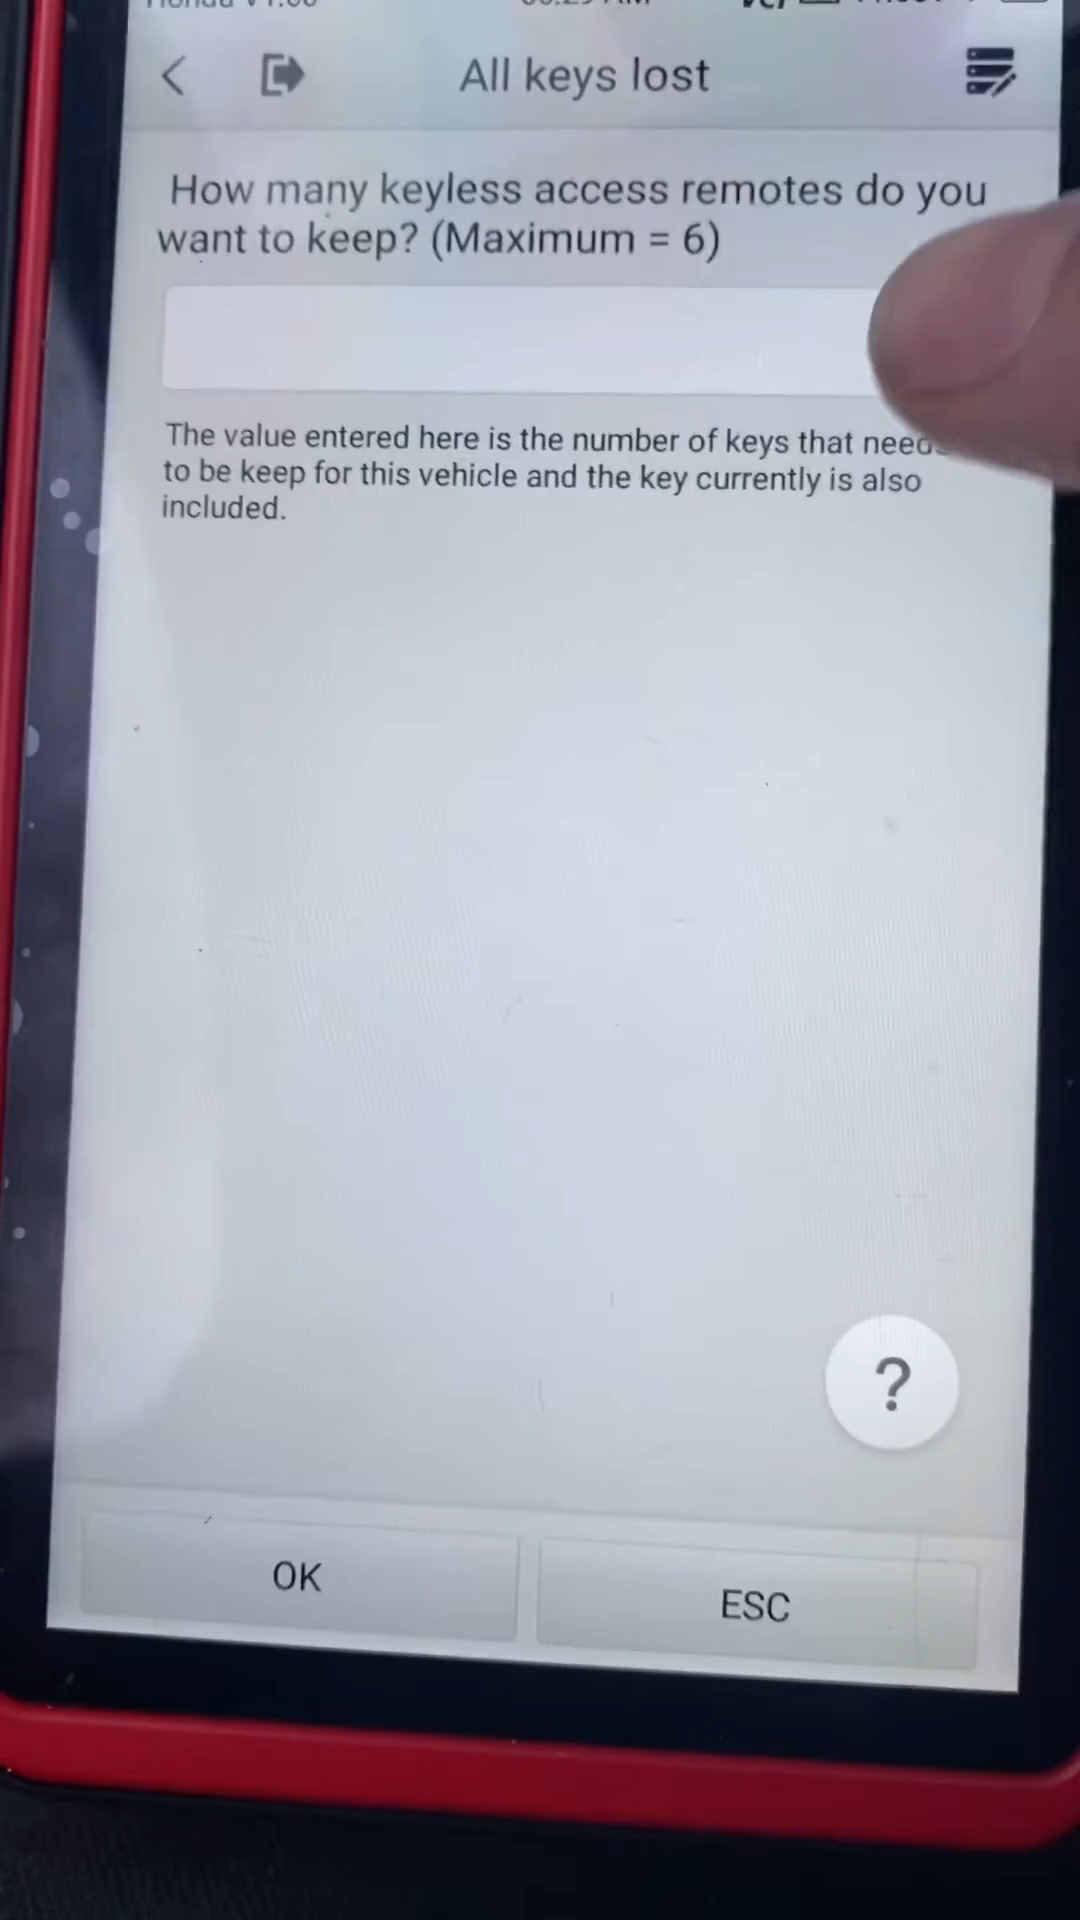 All keys lost
How many keyless access remotes do you
want to keep? (Maximum = 6)
The value entered here is the number of keys that need
to be keep for this vehicle and the key currently is also
included.
?
OK
ESC